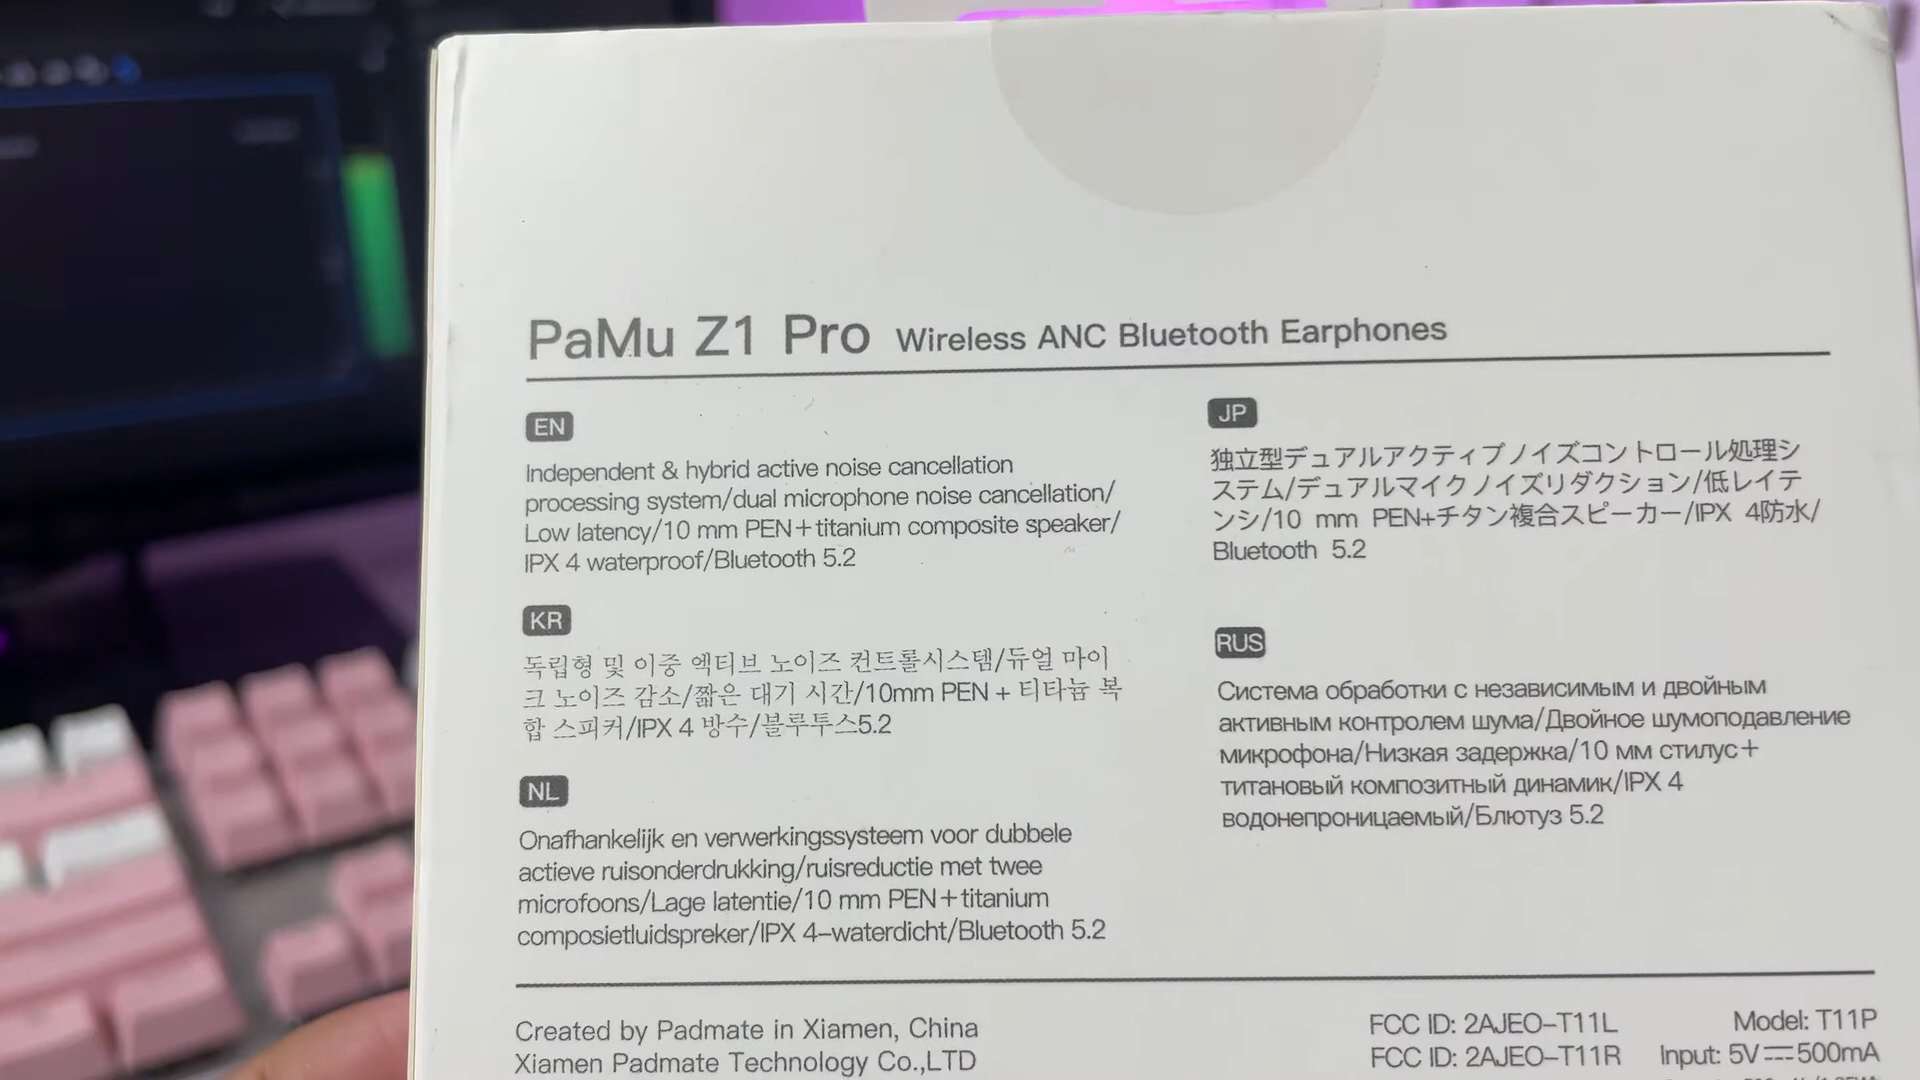 PaMu Z1 Pro Wireless ANC Bluetooth Earphones
EN
Independent & hybrid active noise cancellation
processing system/dual microphone noise cancellation/
Low latency/10 mm PEN+titanium composite speaker/
IPX 4 waterproof/Bluetooth 5.2
KR
독립형 및 이중 엑티브 노이즈 컨트롤시스템/듀얼 마이
크 노이즈 감소/짧은 대기 시간/10mm PEN + 티타늄 복
합 스피커/IPX 4 방수/블루투스5.2
NL
Onafhankelijk en verwerkingssysteem voor dubbele
actieve ruisonderdrukking/ruisreductie met twee
microfoons/Lage latentie/10 mm PEN+titanium
composietluidspreker/IPX 4-waterdicht/Bluetooth 5.2
JP
独立型デュアルアクティブノイズコントロール処理シ
ステム/デュアルマイクノイズリダクション/低レイテ
ンシ/10 mm PEN+チタン複合スピーカー/IPX 4防水/
Bluetooth 5.2
RUS
Система обработки с независимым и двойным
активным контролем шума/Двойное шумоподавление
микрофона/Низкая задержка/10 мм стилус+
титановый композитный динамик/IPX 4
водонепроницаемый/Блютуз 5.2
Created by Padmate in Xiamen, China
Xiamen Padmate Technology Co.,LTD
FCC ID: 2AJEO-T11L
FCC ID: 2AJEO-T11R
Model: T11P
Input: 5V⎓500mA